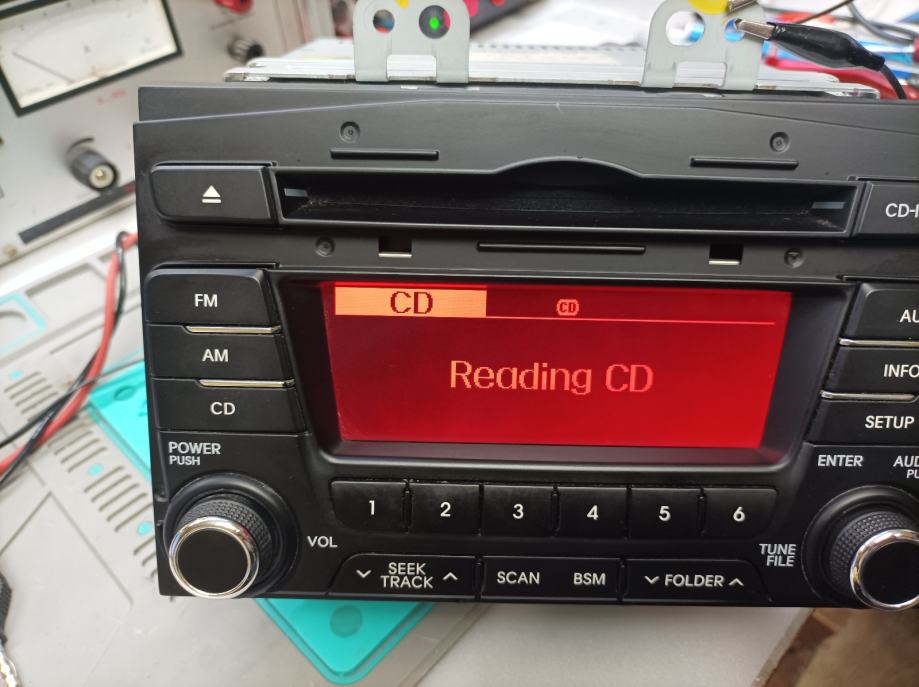 CD-I
FM
CD
CD
AU
AM
Reading CD
INFO
CD
SETUP
POWER
PUSH
ENTER
AUD
PU
1 2 3 4 5 6
VOL
SEEK
TRACK
SCAN BSM
FOLDER
TUNE
FILE